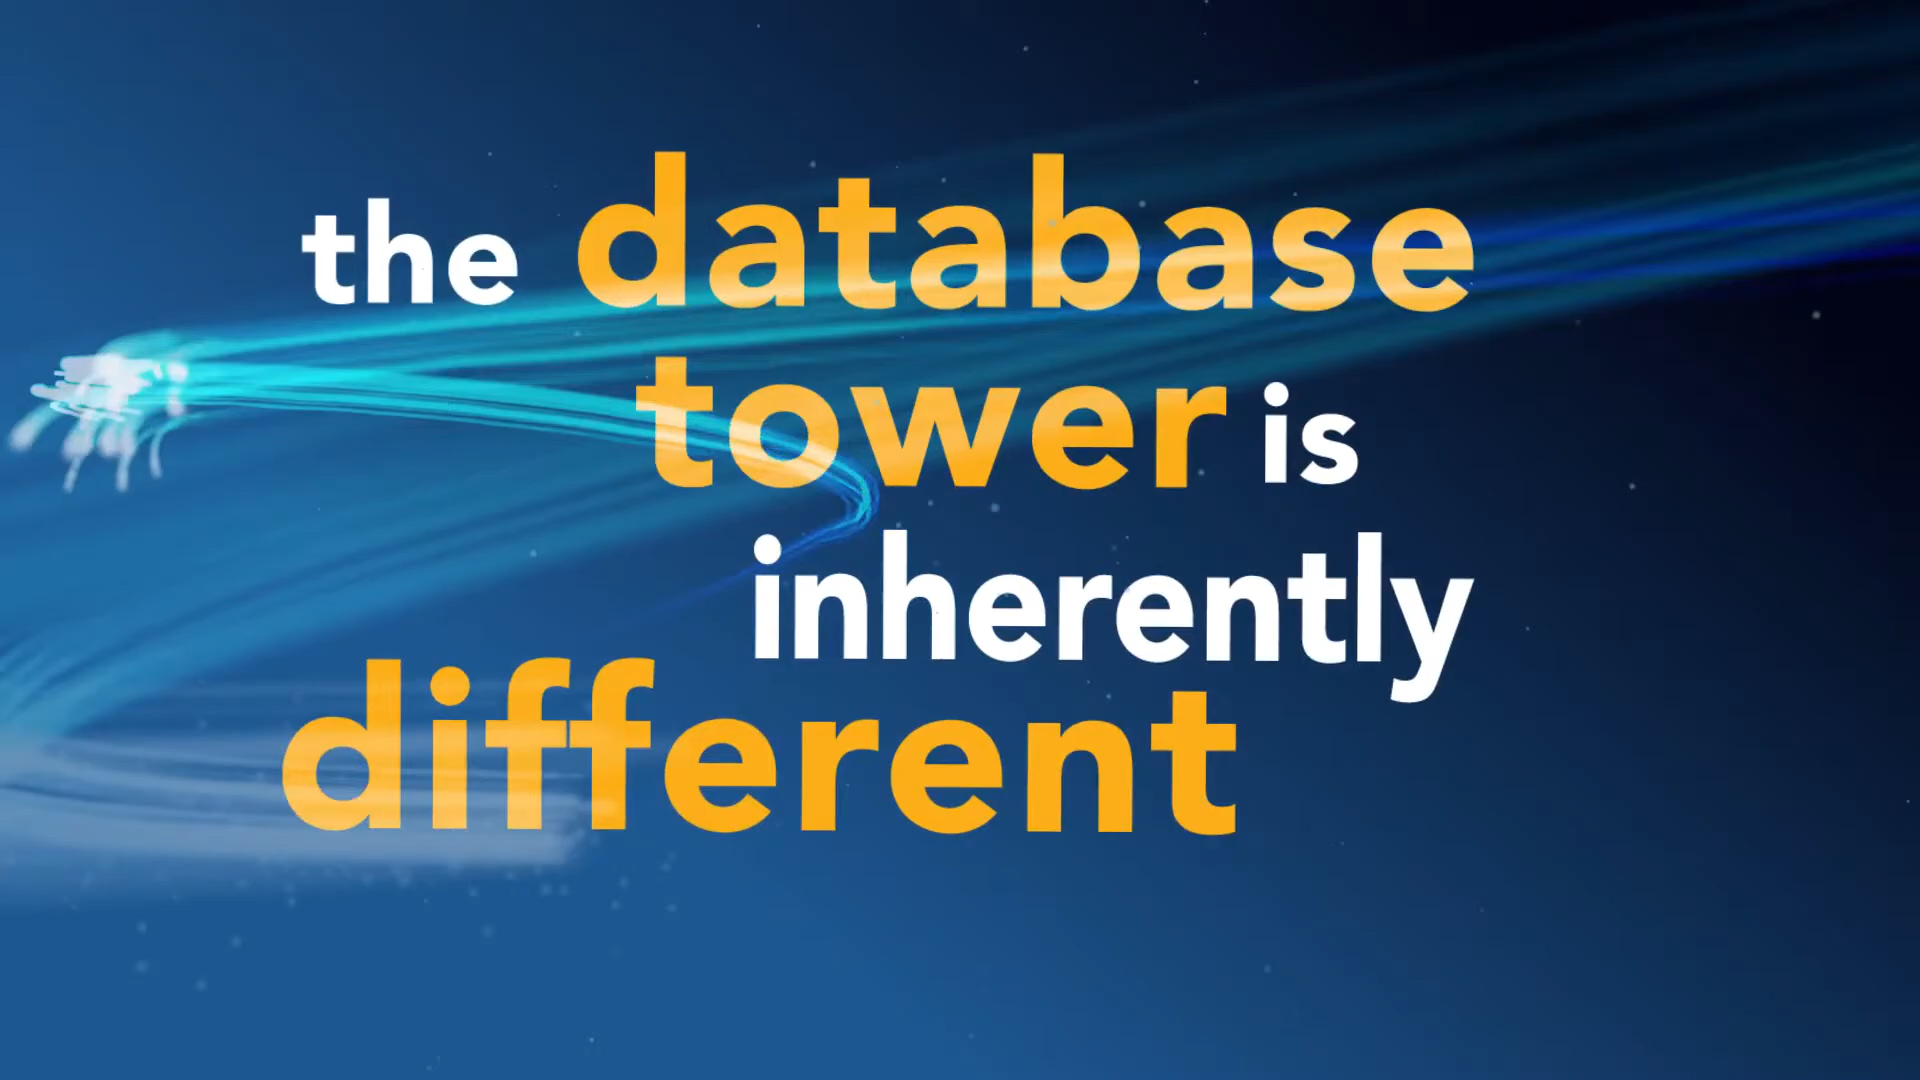 the database
tower is
inherently
different